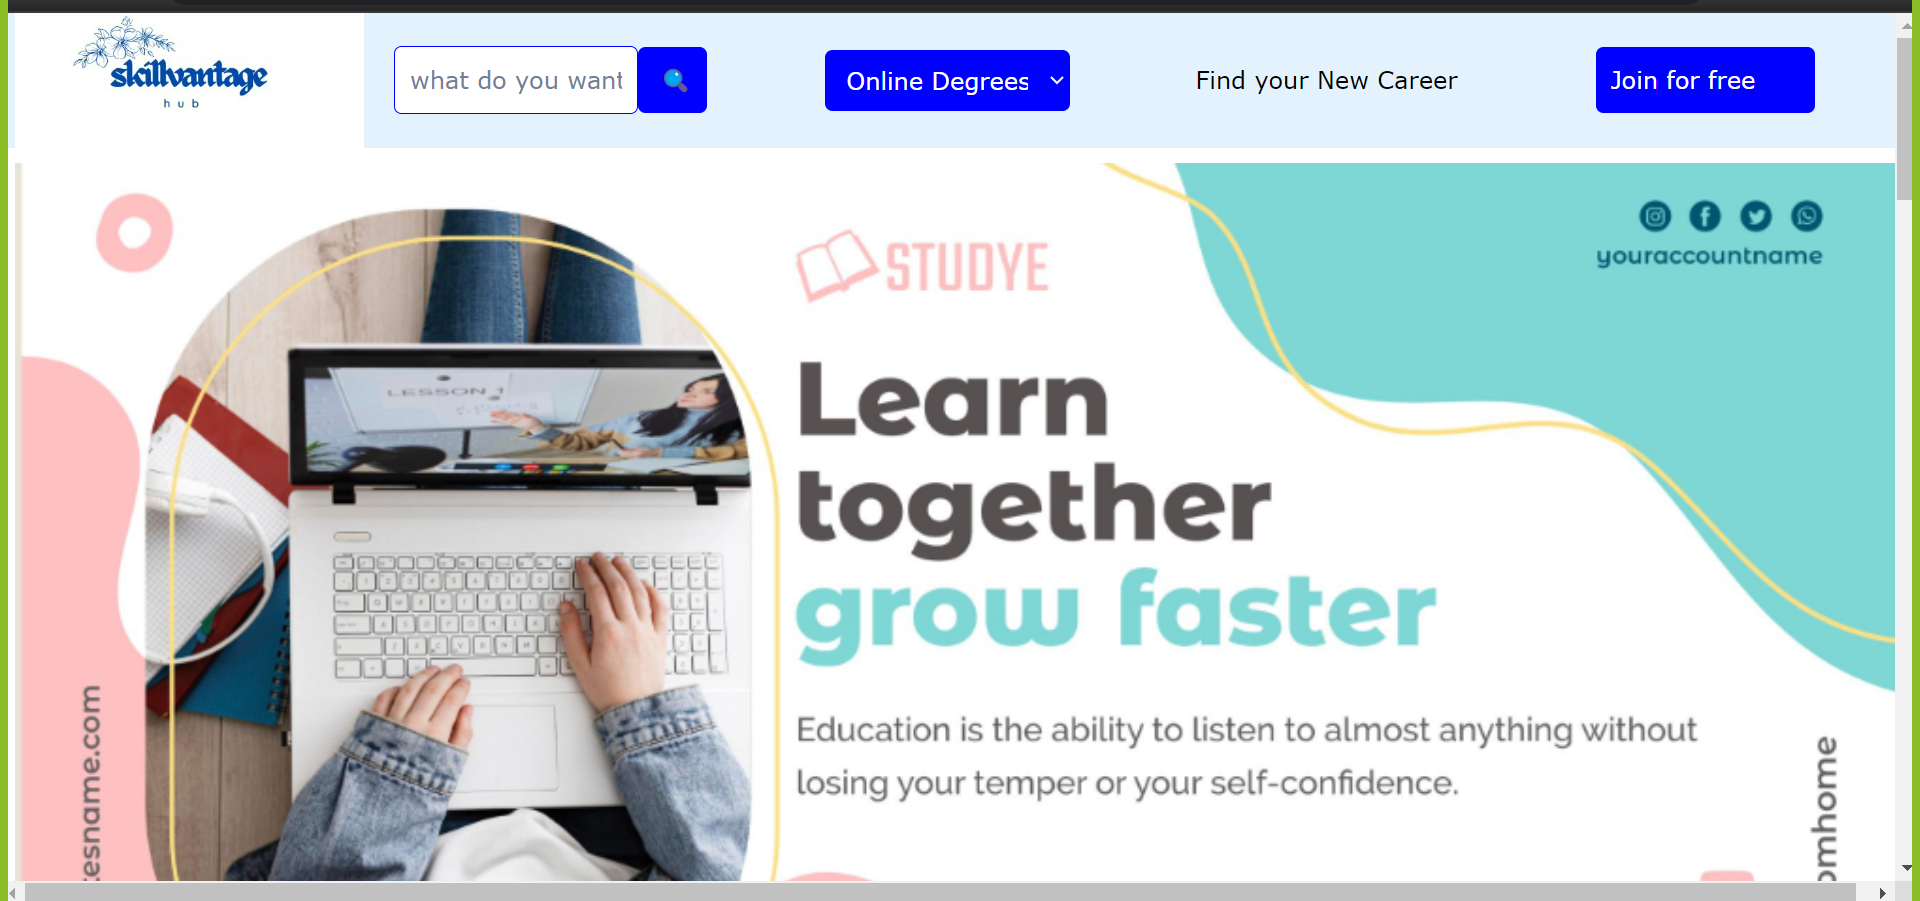 skillvantage
hub
what do you want
Online Degrees
Find your New Career
Join for free
youraccountname
STUDYE
LESSON 1
Learn
together
grow faster
Education is the ability to listen to almost anything without
losing your temper or your self-confidence.
esname.com
omhome